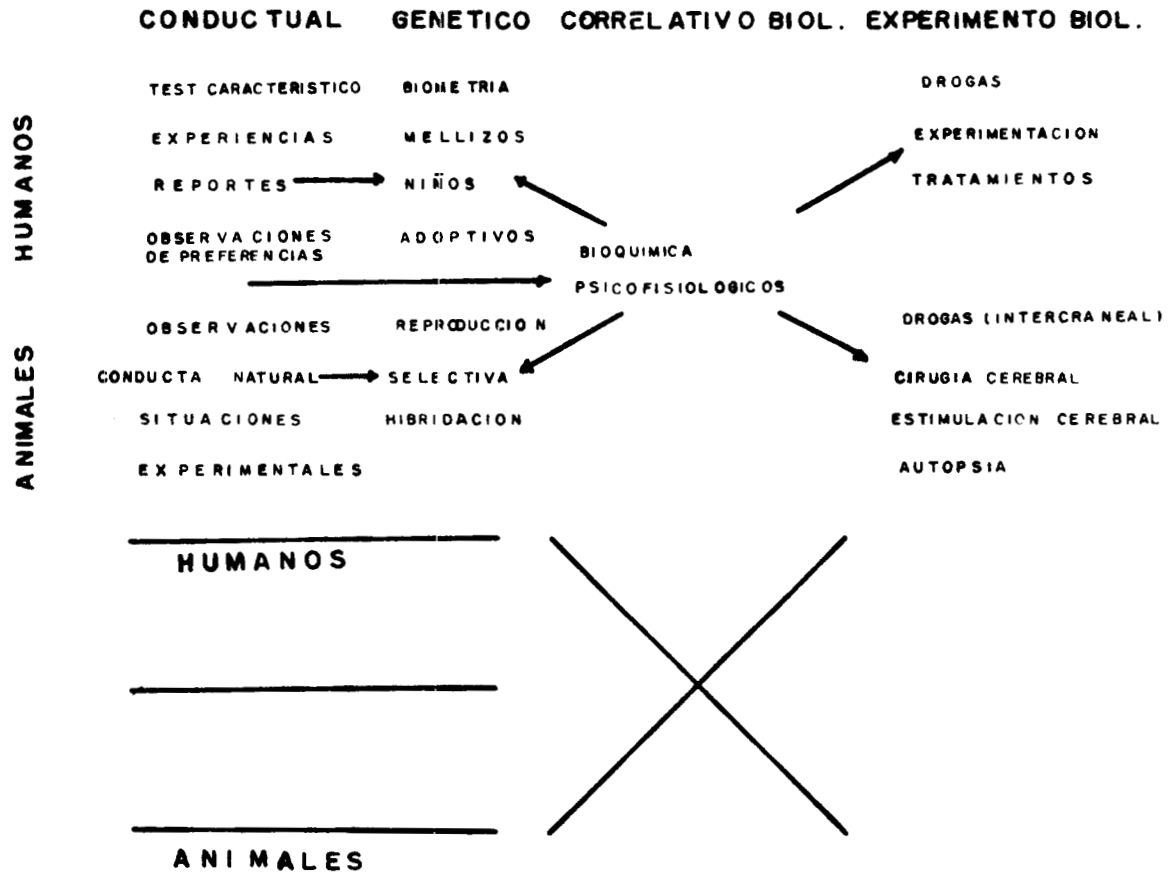 CONDUCTUAL GENETICO CORRELATIVO BIOL. EXPERIMENTO BIOL.
HUMANOS
TEST CARACTERISTICO BIOMETRIA DROGAS
EXPERIENCIAS MELLIZOS EXPERIMENTACION
REPORTES NIÑOS TRATAMIENTOS
OBSERVACIONES ADOPTIVOS
DE PREFERENCIAS BIOQUIMICA
PSICOFISIOLOGICOS
ANIMALES
OBSERVACIONES REPRODUCCION DROGAS (INTERCRANEAL)
CONDUCTA NATURAL SELECTIVA CIRUGIA CEREBRAL
SITUACIONES HIBRIDACION ESTIMULACION CEREBRAL
EXPERIMENTALES AUTOPSIA
HUMANOS
ANIMALES